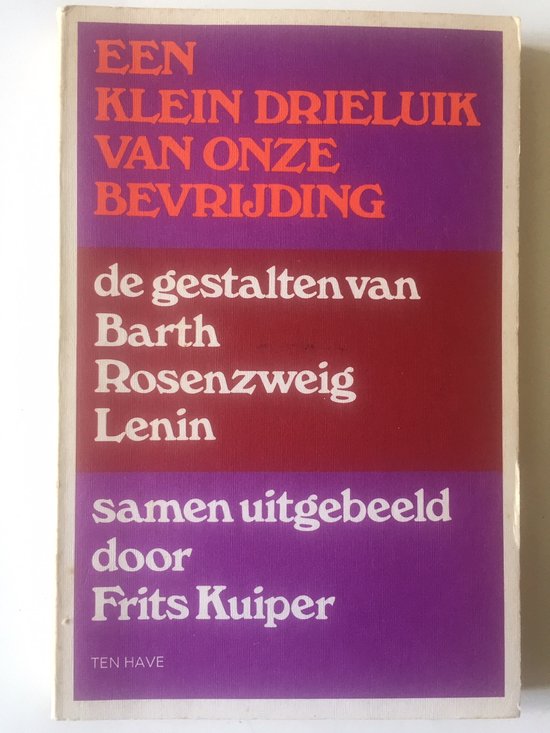 EEN
KLEIN DRIELUIK
VAN ONZE
BEVRIJDING
de gestalten van
Barth
Rosenzweig
Lenin
samen uitgebeeld
door
Frits Kuiper
TEN HAVE